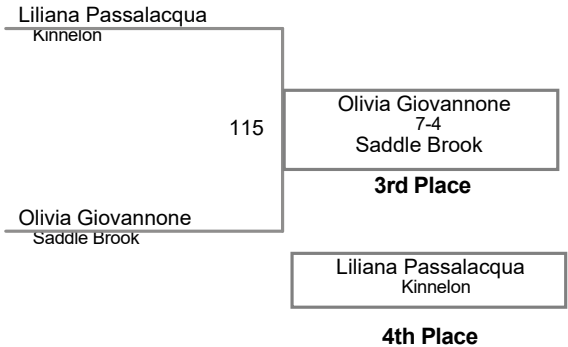 Liliana Passalacqua
Kinnelon
115
Olivia Giovannone
7-4
Saddle Brook
3rd Place
Olivia Giovannone
Saddle Brook
Liliana Passalacqua
Kinnelon
4th Place